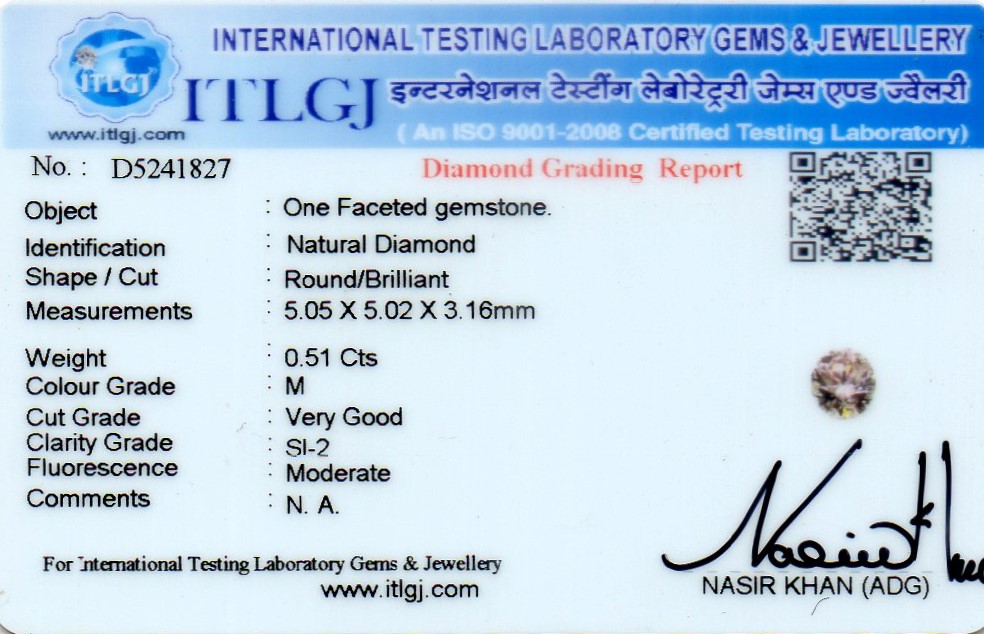 INTERNATIONAL TESTING LABORATORY GEMS & JEWELLERY
ITLGJ
ITLGJ इन्टरनेशनल टेस्टींग लेबोरेट्ररी जेम्स एण्ड ज्वैलरी
www.itlgj.com
( An ISO 9001-2008 Certified Testing Laboratory)
No. : D5241827
Diamond Grading Report
Object : One Faceted gemstone.
Identification : Natural Diamond
Shape / Cut : Round/Brilliant
Measurements : 5.05 X 5.02 X 3.16mm
Weight : 0.51 Cts
Colour Grade : M
Cut Grade : Very Good
Clarity Grade : SI-2
Fluorescence : Moderate
Comments : N. A.
For International Testing Laboratory Gems & Jewellery
www.itlgj.com
NASIR KHAN (ADG)